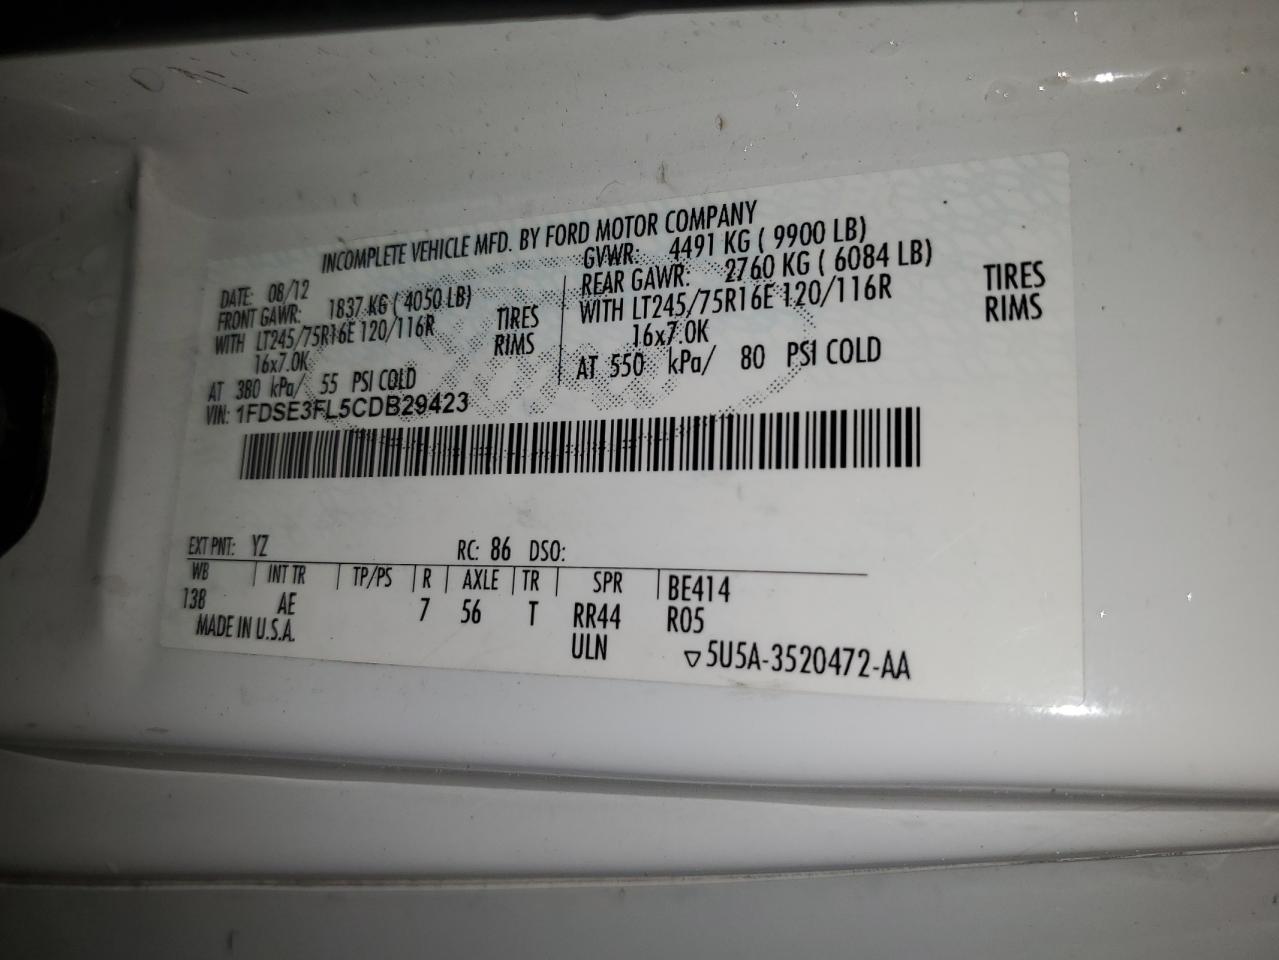 INCOMPLETE VEHICLE MFD. BY FORD MOTOR COMPANY
DATE: 08/12
FRONT GAWR: 1837 KG ( 4050 LB)
WITH LT245/75R16E 120/116R TIRES
16x7.0K RIMS
AT 380 kPa/ 55 PSI COLD
GVWR: 4491 KG ( 9900 LB)
REAR GAWR: 2760 KG ( 6084 LB)
WITH LT245/75R16E 120/116R TIRES
16x7.0K RIMS
AT 550 kPa/ 80 PSI COLD
VIN: 1FDSE3FL5CDB29423
EXT PNT: YZ RC: 86 DSO:
WB INT TR TP/PS R AXLE TR SPR BE414
138 AE 7 56 T RR44 R05
MADE IN U.S.A. ULN ▽5U5A-3520472-AA